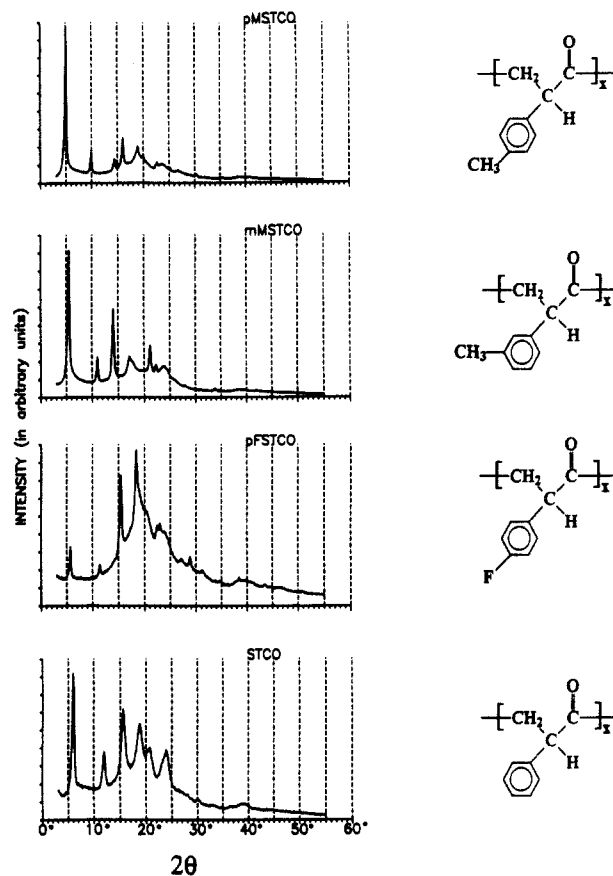 pMSTCO
O
CH₂
C
x
C
H
CH₃
mMSTCO
O
CH₂
C
x
C
H
CH₃
INTENSITY (in arbitrary units)
pFSTCO
O
CH₂
C
x
C
H
F
STCO
O
CH₂
C
x
C
H
0° 10° 20° 30° 40° 50° 60°
2θ